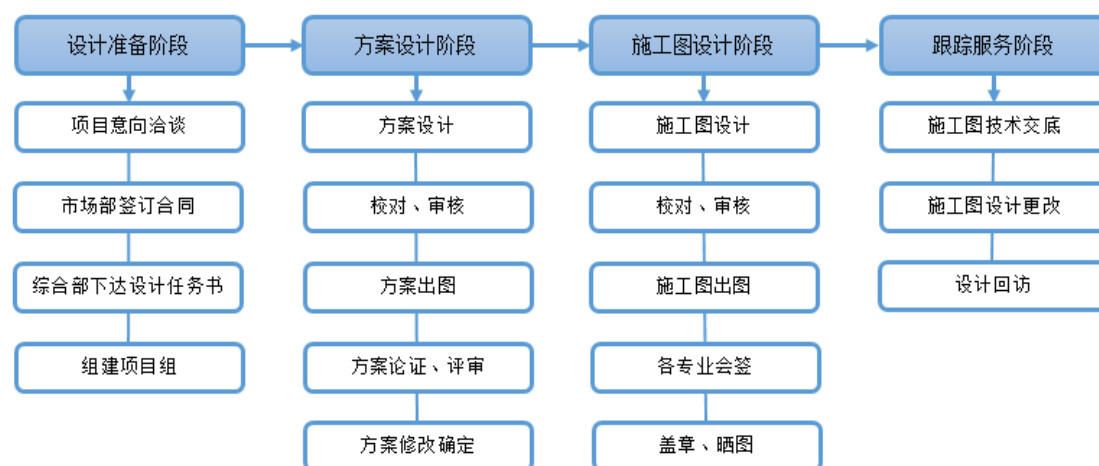 设计准备阶段
方案设计阶段
施工图设计阶段
跟踪服务阶段
项目意向洽谈
方案设计
施工图设计
施工图技术交底
市场部签订合同
校对、审核
校对、审核
施工图设计更改
综合部下达设计任务书
方案出图
施工图出图
设计回访
组建项目组
方案论证、评审
各专业会签
方案修改确定
盖章、晒图